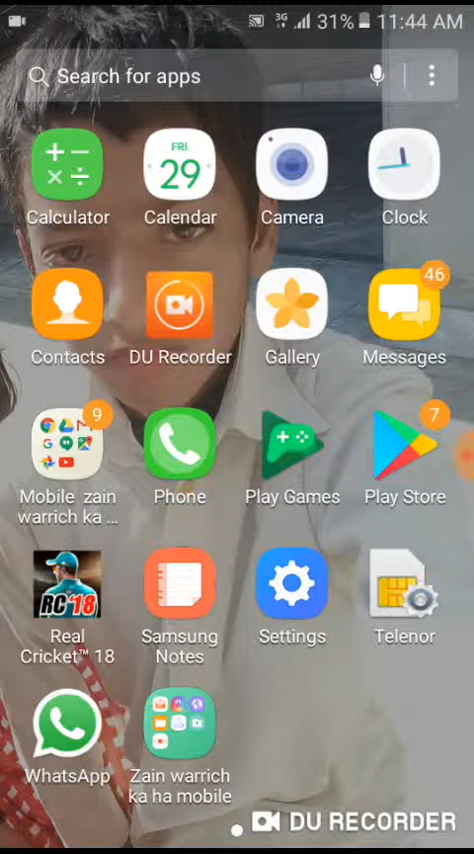 3G 31% 11:44 AM
Search for apps
FRI
29
Calculator Calendar Camera Clock
46
Contacts DU Recorder Gallery Messages
9 7
Mobile zain warrich ka ... Phone Play Games Play Store
RC'18
Real Cricket™ 18 Samsung Notes Settings Telenor
WhatsApp Zain warrich ka ha mobile
DU RECORDER